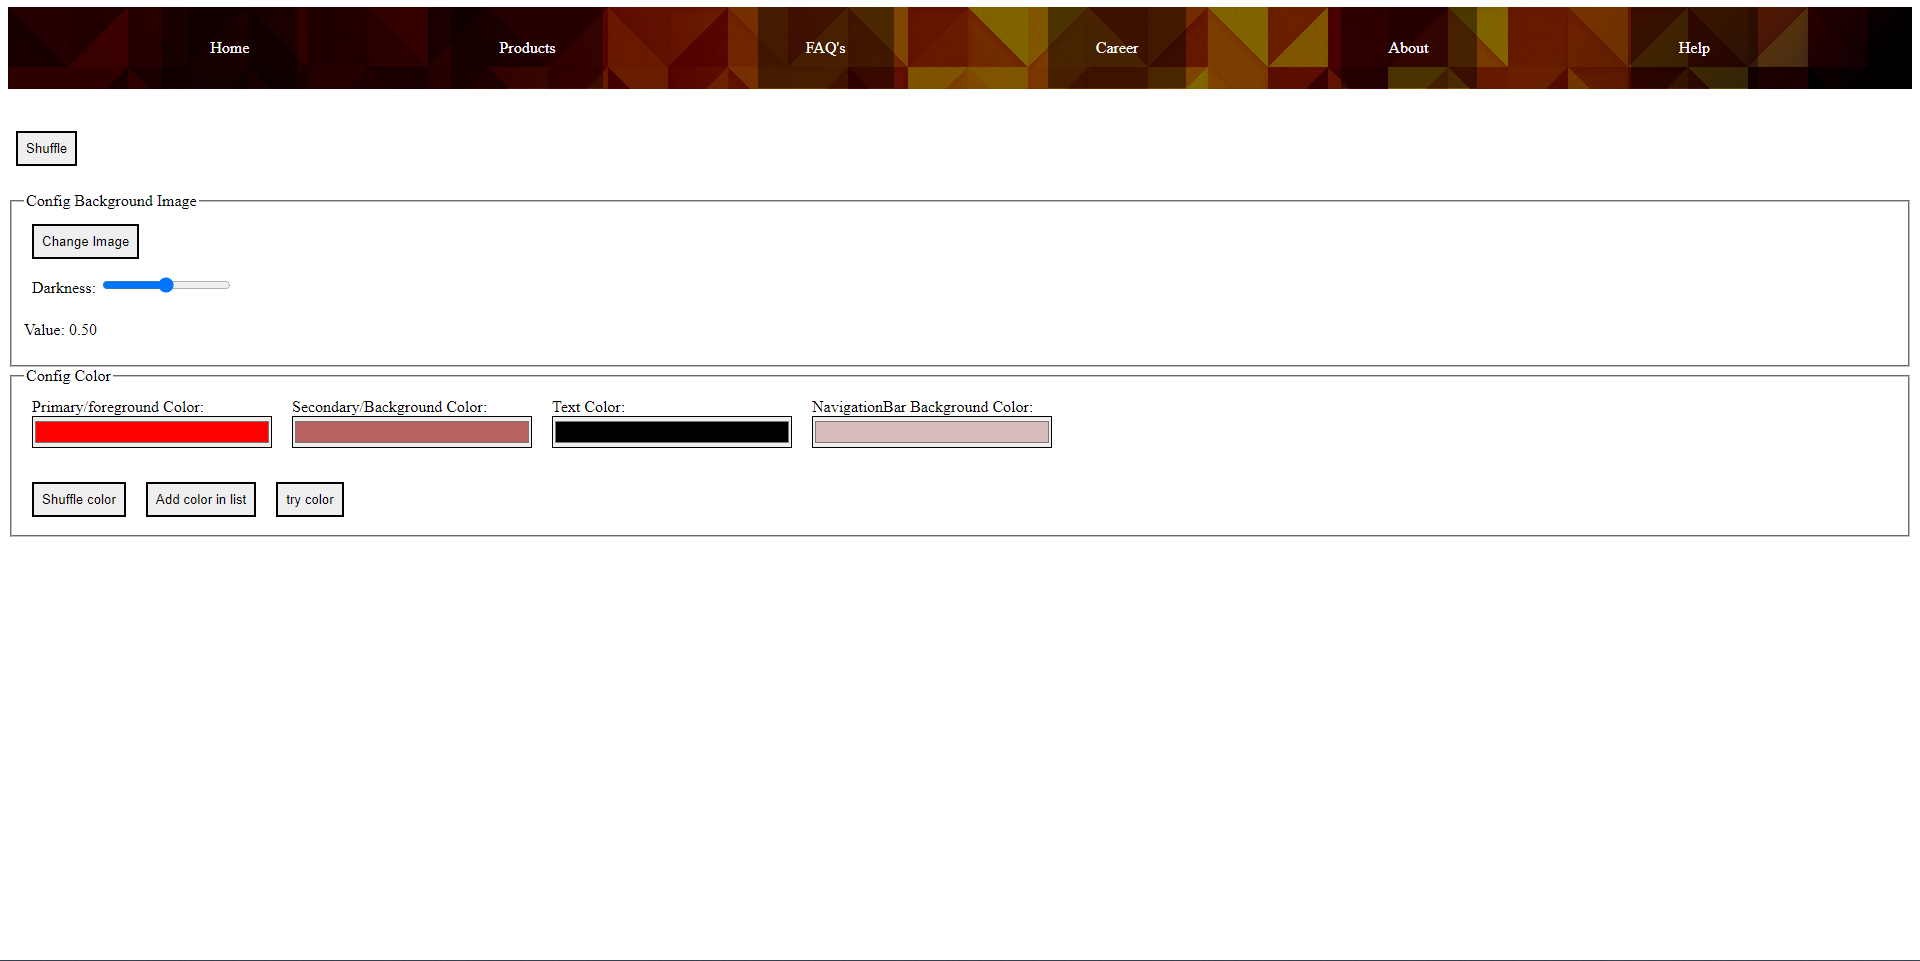 Home Products FAQ's Career About Help
Shuffle
Config Background Image
Change Image
Darkness:
Value: 0.50
Config Color
Primary/foreground Color: Secondary/Background Color: Text Color: NavigationBar Background Color:
Shuffle color Add color in list try color